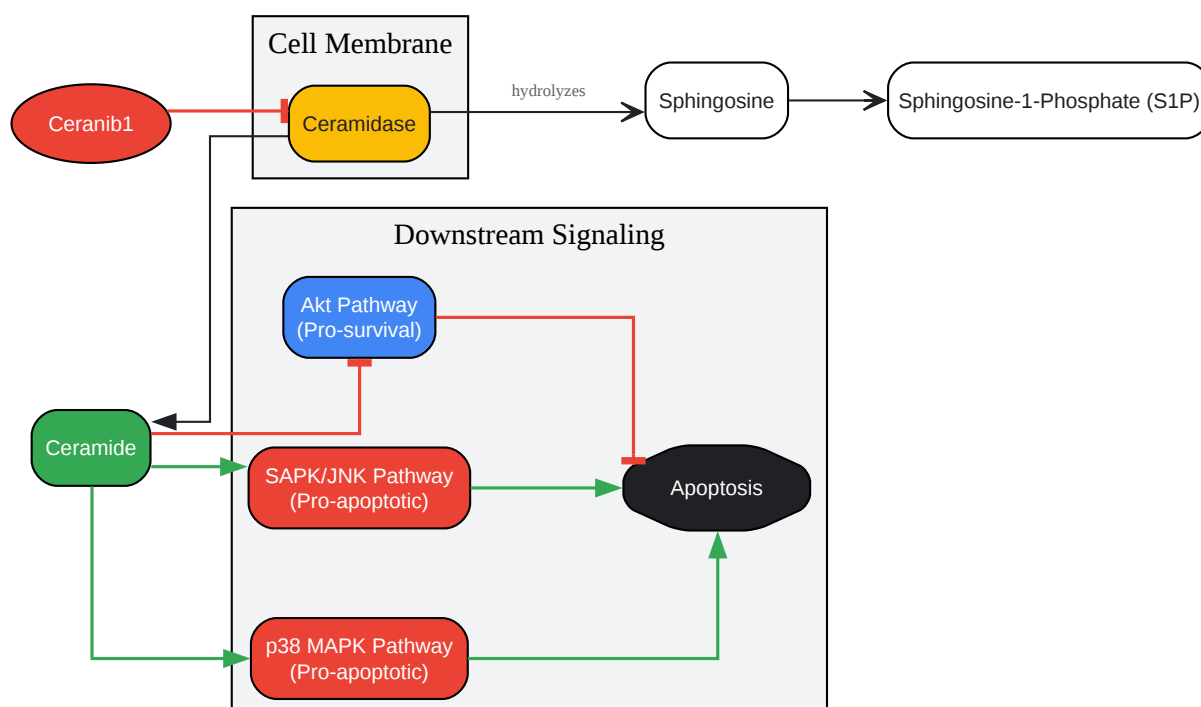 Cell Membrane
Ceranib1
Ceramidase
hydrolyzes
Sphingosine
Sphingosine-1-Phosphate (S1P)
Downstream Signaling
Akt Pathway
(Pro-survival)
Ceramide
SAPK/JNK Pathway
(Pro-apoptotic)
Apoptosis
p38 MAPK Pathway
(Pro-apoptotic)